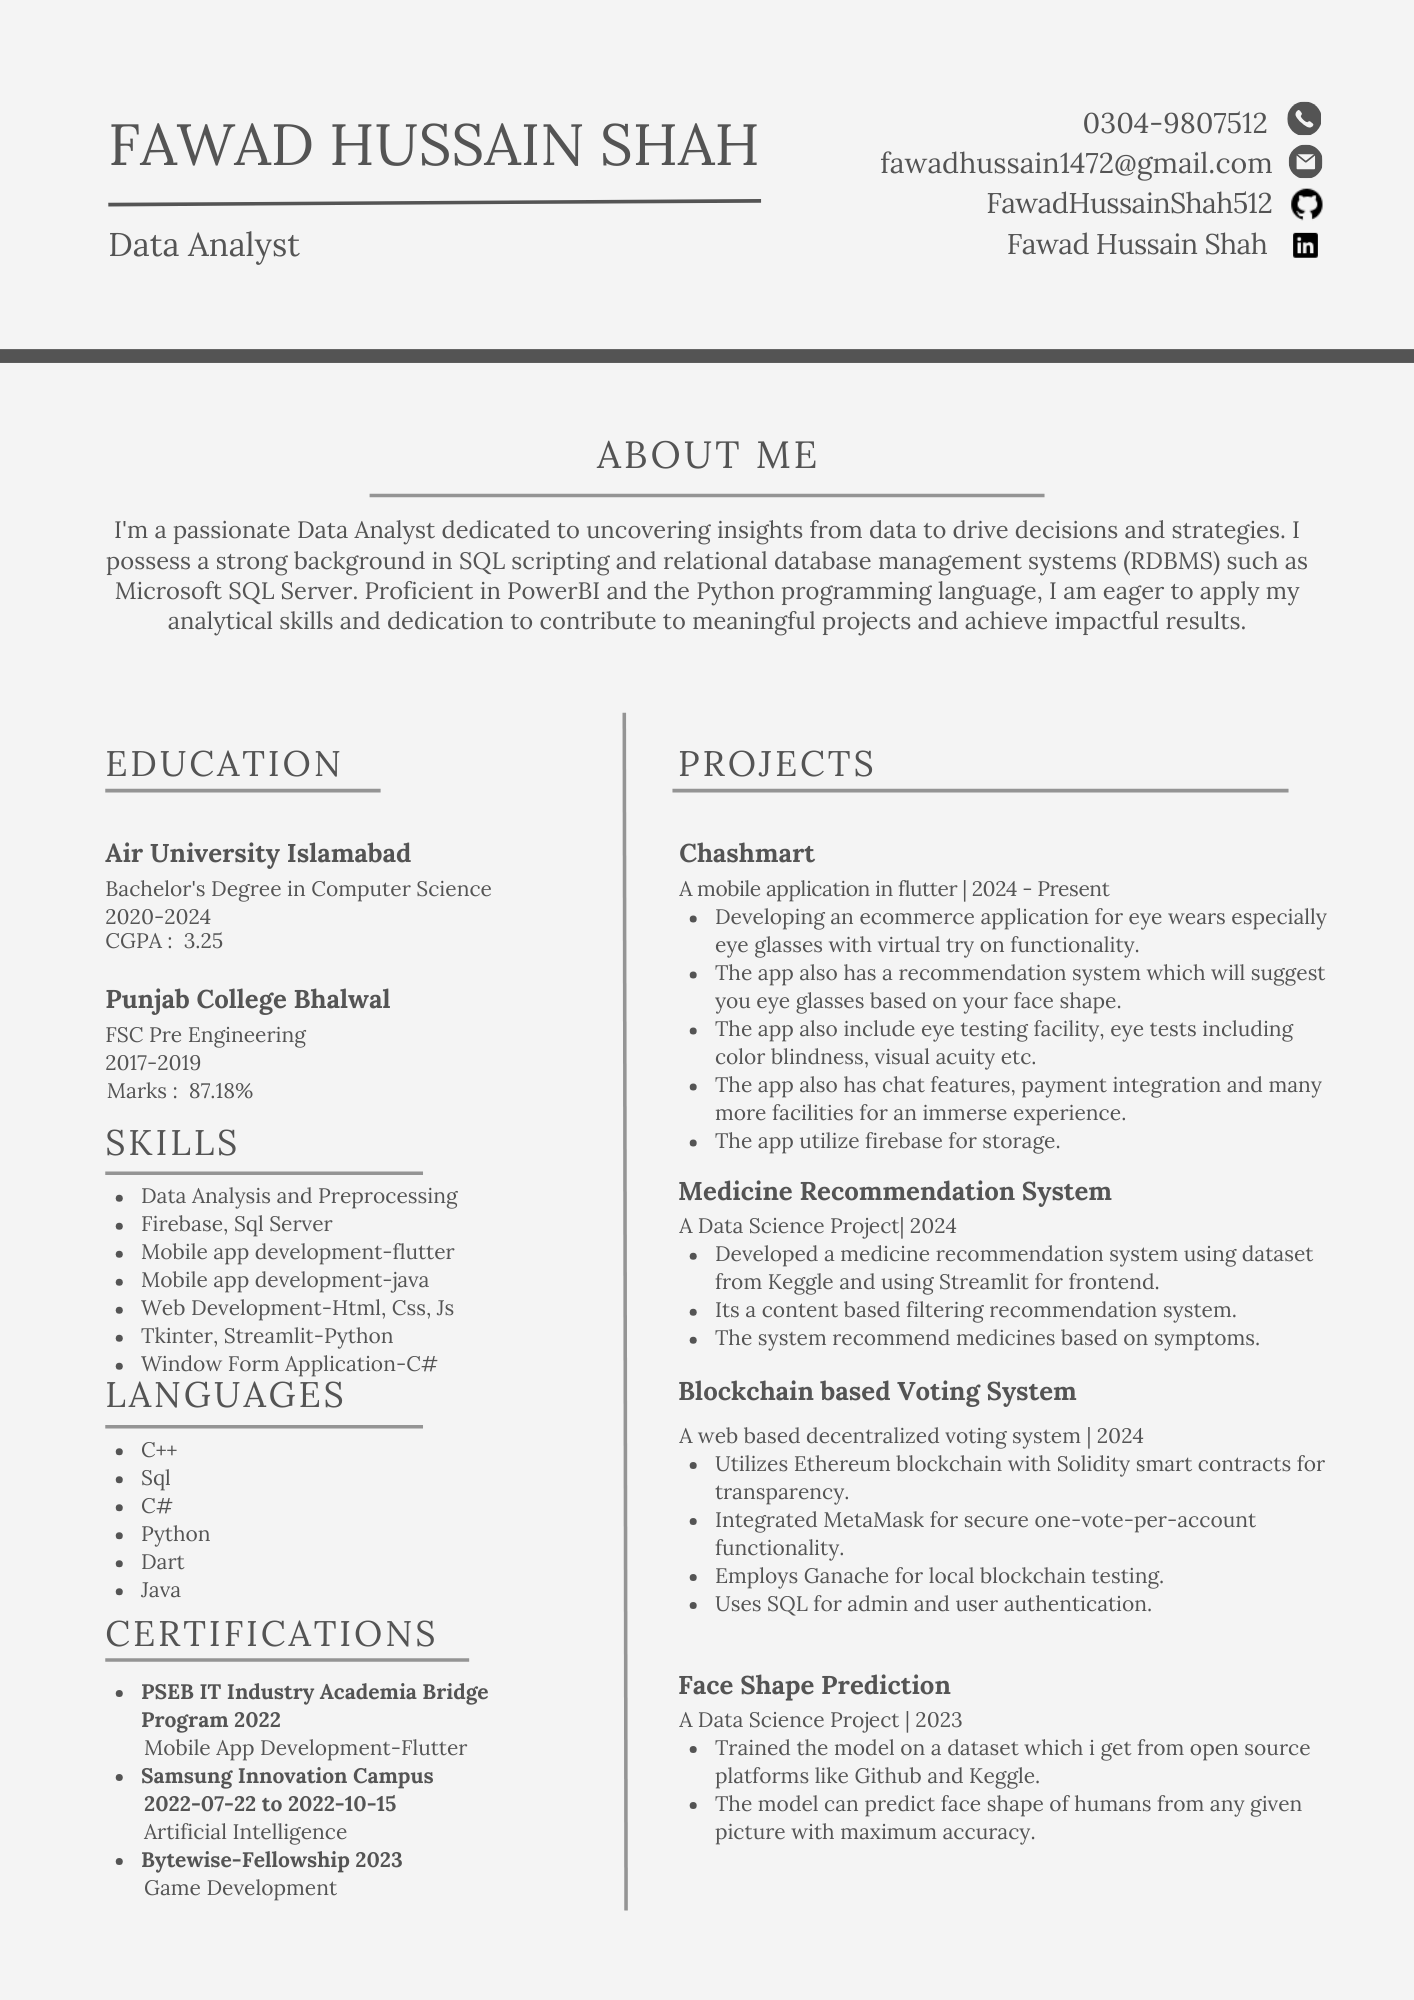 FAWAD HUSSAIN SHAH
Data Analyst
0304-9807512
fawadhussain1472@gmail.com
FawadHussainShah512
Fawad Hussain Shah
in
ABOUT ME
I'm a passionate Data Analyst dedicated to uncovering insights from data to drive decisions and strategies. I
possess a strong background in SQL scripting and relational database management systems (RDBMS) such as
Microsoft SQL Server. Proficient in PowerBI and the Python programming language, I am eager to apply my
analytical skills and dedication to contribute to meaningful projects and achieve impactful results.
EDUCATION
Air University Islamabad
Bachelor's Degree in Computer Science
2020-2024
CGPA : 3.25
Punjab College Bhalwal
FSC Pre Engineering
2017-2019
Marks : 87.18%
SKILLS
• Data Analysis and Preprocessing
• Firebase, Sql Server
• Mobile app development-flutter
• Mobile app development-java
• Web Development-Html, Css, Js
• Tkinter, Streamlit-Python
• Window Form Application-C#
LANGUAGES
• C++
• Sql
• C#
• Python
• Dart
• Java
CERTIFICATIONS
• PSEB IT Industry Academia Bridge
Program 2022
Mobile App Development-Flutter
• Samsung Innovation Campus
2022-07-22 to 2022-10-15
Artificial Intelligence
• Bytewise-Fellowship 2023
Game Development
PROJECTS
Chashmart
A mobile application in flutter | 2024 - Present
• Developing an ecommerce application for eye wears especially
eye glasses with virtual try on functionality.
• The app also has a recommendation system which will suggest
you eye glasses based on your face shape.
• The app also include eye testing facility, eye tests including
color blindness, visual acuity etc.
• The app also has chat features, payment integration and many
more facilities for an immerse experience.
• The app utilize firebase for storage.
Medicine Recommendation System
A Data Science Project| 2024
• Developed a medicine recommendation system using dataset
from Keggle and using Streamlit for frontend.
• Its a content based filtering recommendation system.
• The system recommend medicines based on symptoms.
Blockchain based Voting System
A web based decentralized voting system | 2024
• Utilizes Ethereum blockchain with Solidity smart contracts for
transparency.
• Integrated MetaMask for secure one-vote-per-account
functionality.
• Employs Ganache for local blockchain testing.
• Uses SQL for admin and user authentication.
Face Shape Prediction
A Data Science Project | 2023
• Trained the model on a dataset which i get from open source
platforms like Github and Keggle.
• The model can predict face shape of humans from any given
picture with maximum accuracy.